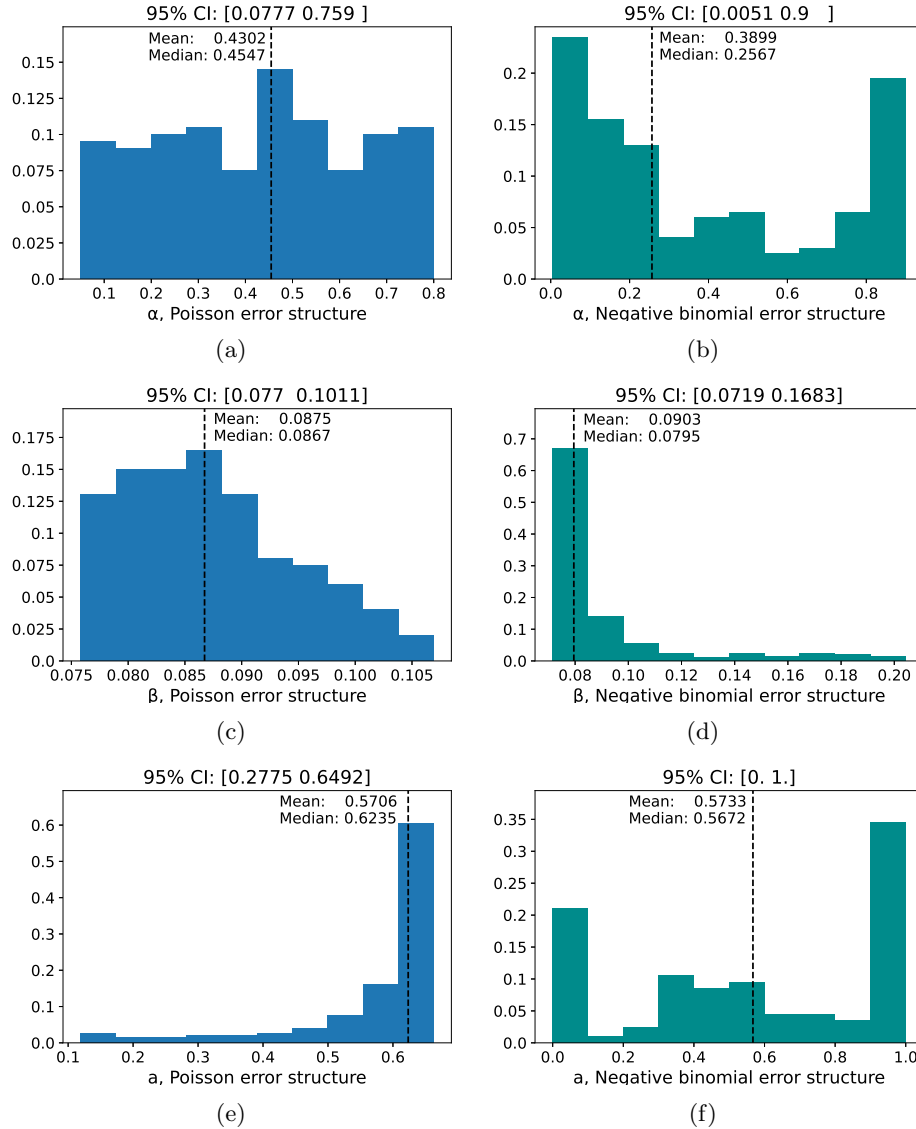 95% CI: [0.0777 0.759 ]
Mean: 0.4302
Median: 0.4547
0.15
0.125
0.1
0.075
0.05
0.025
0.0
0.1 0.2 0.3 0.4 0.5 0.6 0.7 0.8
α, Poisson error structure
(a)
95% CI: [0.0051 0.9   ]
Mean: 0.3899
Median: 0.2567
0.2
0.15
0.1
0.05
0.0
0.0 0.2 0.4 0.6 0.8
α, Negative binomial error structure
(b)
95% CI: [0.077  0.1011]
Mean: 0.0875
Median: 0.0867
0.175
0.15
0.125
0.1
0.075
0.05
0.025
0.0
0.075 0.080 0.085 0.090 0.095 0.100 0.105
β, Poisson error structure
(c)
95% CI: [0.0719 0.1683]
Mean: 0.0903
Median: 0.0795
0.7
0.6
0.5
0.4
0.3
0.2
0.1
0.0
0.08 0.10 0.12 0.14 0.16 0.18 0.20
β, Negative binomial error structure
(d)
95% CI: [0.2775 0.6492]
Mean: 0.5706
Median: 0.6235
0.6
0.5
0.4
0.3
0.2
0.1
0.0
0.1 0.2 0.3 0.4 0.5 0.6
a, Poisson error structure
(e)
95% CI: [0. 1.]
Mean: 0.5733
Median: 0.5672
0.35
0.3
0.25
0.2
0.15
0.1
0.05
0.0
0.0 0.2 0.4 0.6 0.8 1.0
a, Negative binomial error structure
(f)